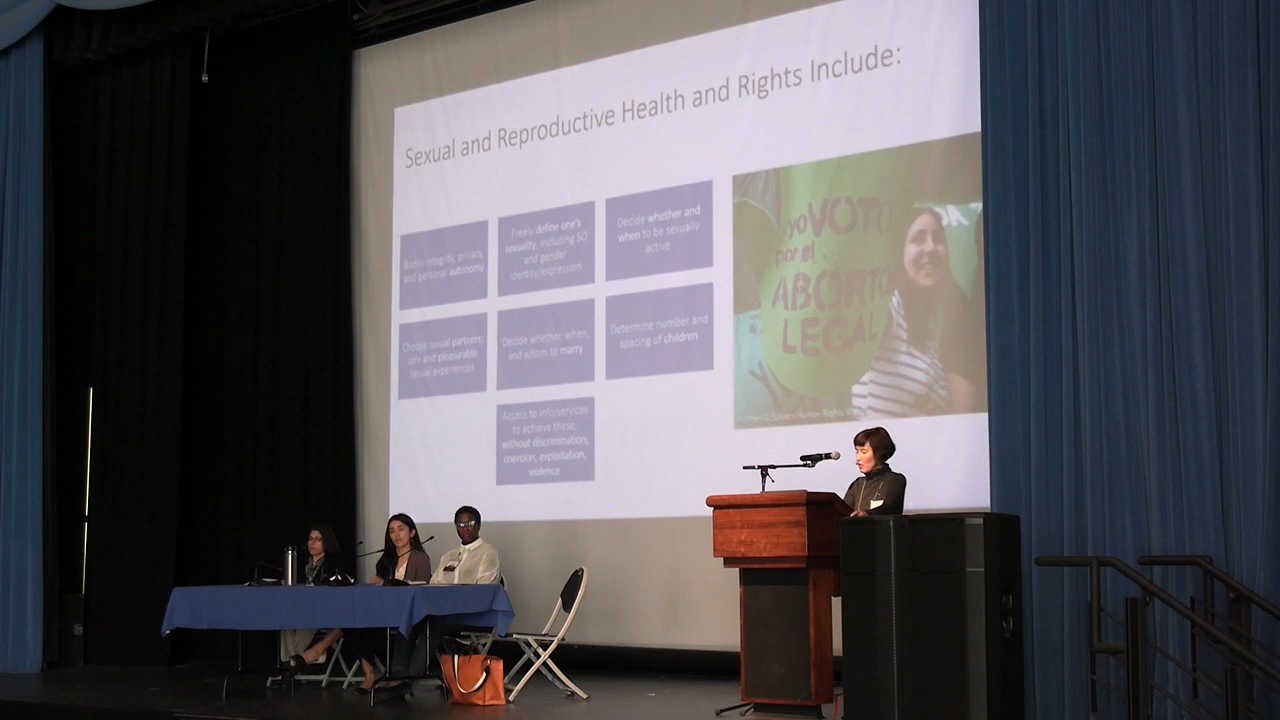 Sexual and Reproductive Health and Rights Include:
Bodily integrity, privacy,
and personal autonomy
Freely define one's
sexuality, including SO
and gender
identity/expression
Decide whether and
when to be sexually
active
Choose sexual partners,
safe and pleasurable
sexual experiences
Decide whether, when,
and whom to marry
Determine number and
spacing of children
Access to info/services
to achieve these,
without discrimination,
coercion, exploitation,
violence
yo VOTO
por el
ABORTO
LEGAL
Human Rights